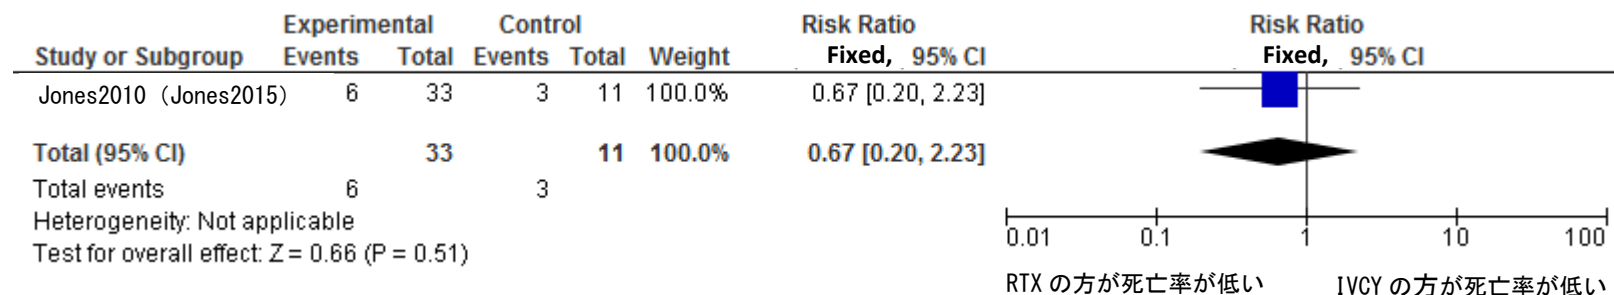 Experimental Control Risk Ratio Risk Ratio
Study or Subgroup Events Total Events Total Weight Fixed, 95% CI Fixed, 95% CI
Jones2010 (Jones2015) 6 33 3 11 100.0% 0.67 [0.20, 2.23]
Total (95% CI) 33 11 100.0% 0.67 [0.20, 2.23]
Total events 6 3
Heterogeneity: Not applicable
Test for overall effect: Z = 0.66 (P = 0.51)
0.01 0.1 1 10 100
RTX の方が死亡率が低い IVCY の方が死亡率が低い